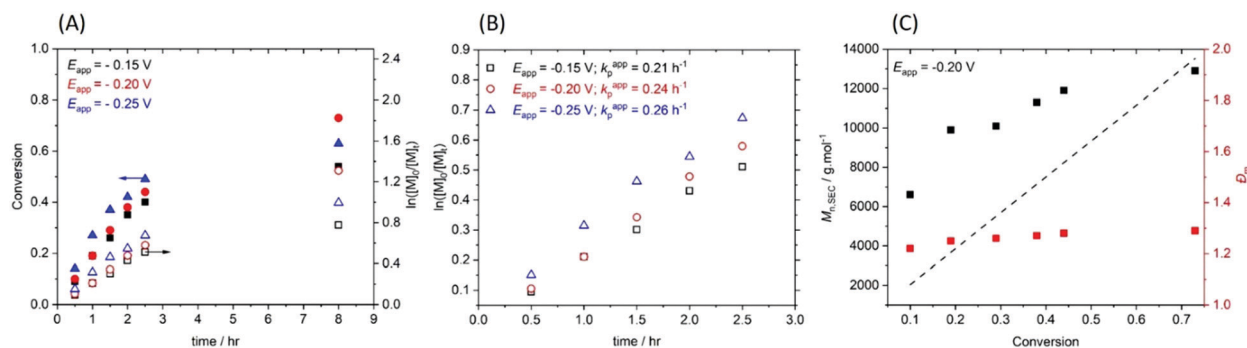 (A)
E_app = - 0.15 V
E_app = - 0.20 V
E_app = - 0.25 V
Conversion
1.0
0.8
0.6
0.4
0.2
0.0
0 1 2 3 4 5 6 7 8 9
time / hr
2.4
2.0
1.6
1.2
0.8
0.4
0.0
ln([M]₀/[M]ₜ)
(B)
E_app = -0.15 V; k_p^app = 0.21 h⁻¹
E_app = -0.20 V; k_p^app = 0.24 h⁻¹
E_app = -0.25 V; k_p^app = 0.26 h⁻¹
ln([M]₀/[M]ₜ)
0.9
0.8
0.7
0.6
0.5
0.4
0.3
0.2
0.1
0.0 0.5 1.0 1.5 2.0 2.5 3.0
time / hr
(C)
E_app = -0.20 V
M_n,SEC / g.mol⁻¹
14000
12000
10000
8000
6000
4000
2000
0.1 0.2 0.3 0.4 0.5 0.6 0.7
Conversion
2.0
1.8
1.6
1.4
1.2
1.0
Đ_m